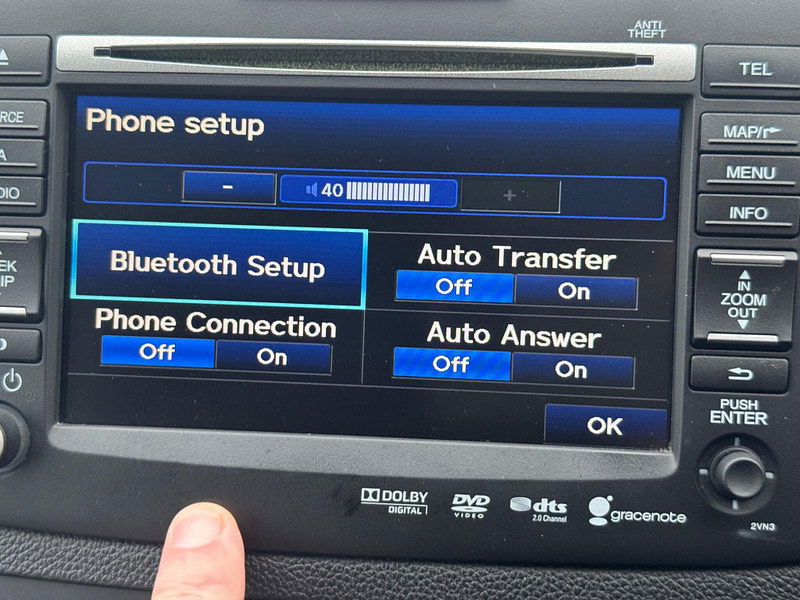 ANTI
THEFT
TEL
MAP/
MENU
INFO
IN
ZOOM
OUT
PUSH
ENTER
2VN3
Phone setup
- 40 +
Bluetooth Setup
Auto Transfer
Off On
Phone Connection
Off On
Auto Answer
Off On
OK
DOLBY
DIGITAL
DVD
VIDEO
dts
2.0 Channel
gracenote